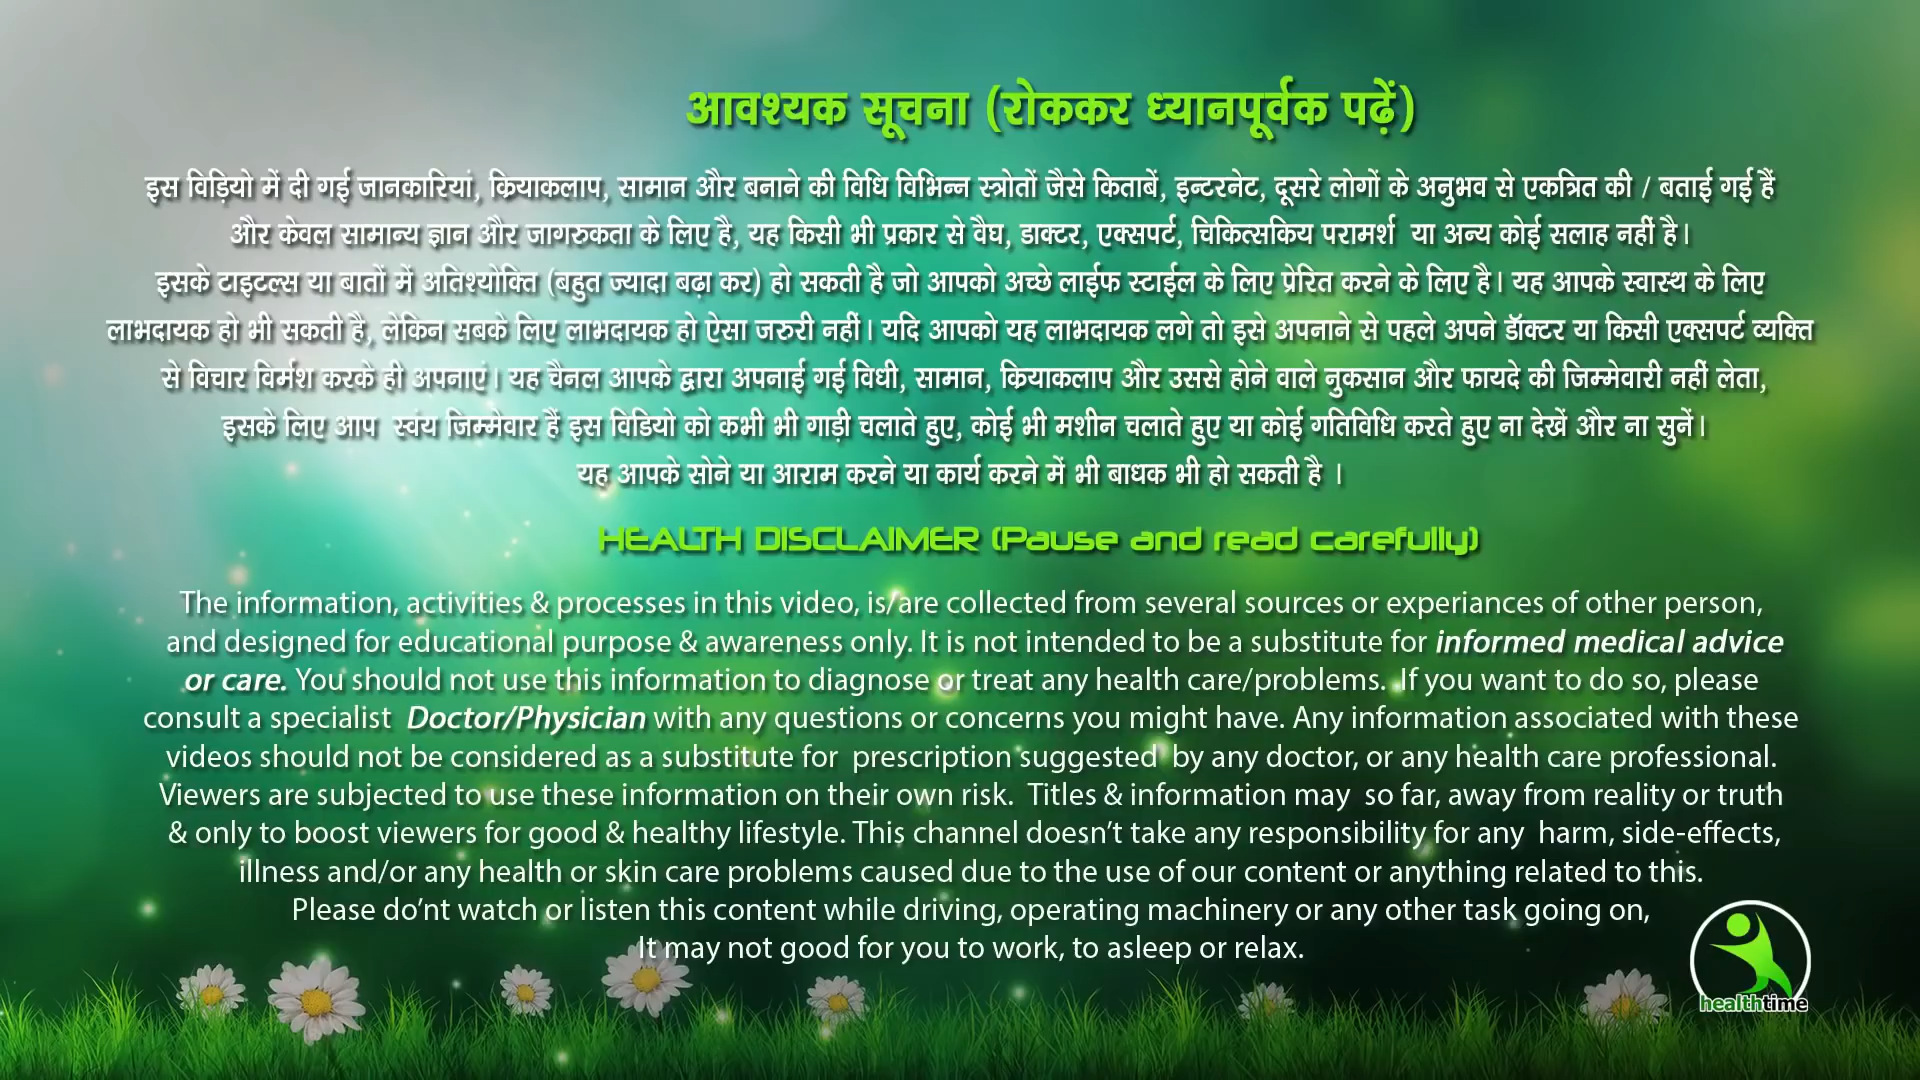 आवश्यक सूचना (रोककर ध्यानपूर्वक पढ़ें)
इस विड़ियो में दी गई जानकारियां, क्रियाकलाप, सामान और बनाने की विधि विभिन्न स्त्रोतों जैसे किताबें, इन्टरनेट, दूसरे लोगों के अनुभव से एकत्रित की / बताई गई हैं
और केवल सामान्य ज्ञान और जागरुकता के लिए है, यह किसी भी प्रकार से वैघ, डाक्टर, एक्सपर्ट, चिकित्सकिय परामर्श या अन्य कोई सलाह नहीं है।
इसके टाइटल्स या बातों में अतिश्योक्ति (बहुत ज्यादा बढ़ा कर) हो सकती है जो आपको अच्छे लाईफ स्टाईल के लिए प्रेरित करने के लिए है। यह आपके स्वास्थ के लिए
लाभदायक हो भी सकती है, लेकिन सबके लिए लाभदायक हो ऐसा जरुरी नहीं। यदि आपको यह लाभदायक लगे तो इसे अपनाने से पहले अपने डॉक्टर या किसी एक्सपर्ट व्यक्ति
से विचार विर्मश करके ही अपनाएं। यह चैनल आपके द्वारा अपनाई गई विधी, सामान, क्रियाकलाप और उससे होने वाले नुकसान और फायदे की जिम्मेवारी नहीं लेता,
इसके लिए आप स्वंय जिम्मेवार हैं इस विडियो को कभी भी गाड़ी चलाते हुए, कोई भी मशीन चलाते हुए या कोई गतिविधि करते हुए ना देखें और ना सुनें।
यह आपके सोने या आराम करने या कार्य करने में भी बाधक भी हो सकती है ।
HEALTH DISCLAIMER (Pause and read carefully)
The information, activities & processes in this video, is/are collected from several sources or experiances of other person,
and designed for educational purpose & awareness only. It is not intended to be a substitute for informed medical advice
or care. You should not use this information to diagnose or treat any health care/problems. If you want to do so, please
consult a specialist Doctor/Physician with any questions or concerns you might have. Any information associated with these
videos should not be considered as a substitute for prescription suggested by any doctor, or any health care professional.
Viewers are subjected to use these information on their own risk. Titles & information may so far, away from reality or truth
& only to boost viewers for good & healthy lifestyle. This channel doesn't take any responsibility for any harm, side-effects,
illness and/or any health or skin care problems caused due to the use of our content or anything related to this.
Please do'nt watch or listen this content while driving, operating machinery or any other task going on,
It may not good for you to work, to asleep or relax.
healthtime